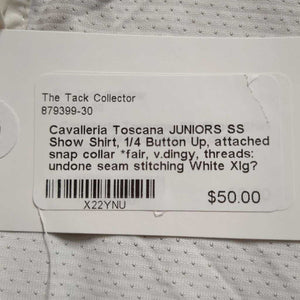 The Tack Collector
879399-30
Cavalleria Toscana JUNIORS SS
Show Shirt, 1/4 Button Up, attached
snap collar *fair, v.dingy, threads:
undone seam stitching White Xlg?
X22YNU
$50.00